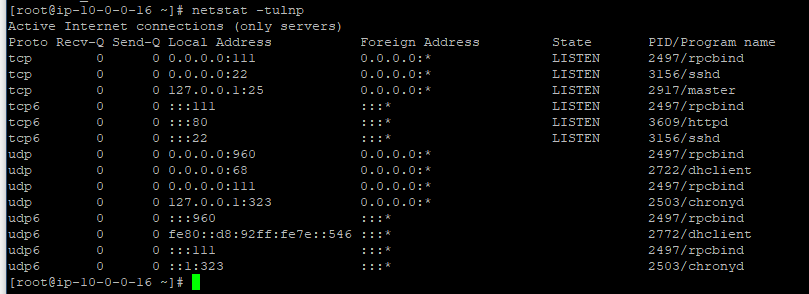 [root@ip-10-0-0-16 ~]# netstat -tulnp
Active Internet connections (only servers)
Proto Recv-Q Send-Q Local Address           Foreign Address         State       PID/Program name
tcp        0      0 0.0.0.0:111             0.0.0.0:*               LISTEN      2497/rpcbind
tcp        0      0 0.0.0.0:22              0.0.0.0:*               LISTEN      3156/sshd
tcp        0      0 127.0.0.1:25            0.0.0.0:*               LISTEN      2917/master
tcp6       0      0 :::111                  :::*                    LISTEN      2497/rpcbind
tcp6       0      0 :::80                   :::*                    LISTEN      3609/httpd
tcp6       0      0 :::22                   :::*                    LISTEN      3156/sshd
udp        0      0 0.0.0.0:960             0.0.0.0:*                           2497/rpcbind
udp        0      0 0.0.0.0:68              0.0.0.0:*                           2722/dhclient
udp        0      0 0.0.0.0:111             0.0.0.0:*                           2497/rpcbind
udp        0      0 127.0.0.1:323           0.0.0.0:*                           2503/chronyd
udp6       0      0 :::960                  :::*                                2497/rpcbind
udp6       0      0 fe80::d8:92ff:fe7e::546 :::*                                2772/dhclient
udp6       0      0 :::111                  :::*                                2497/rpcbind
udp6       0      0 ::1:323                 :::*                                2503/chronyd
[root@ip-10-0-0-16 ~]#